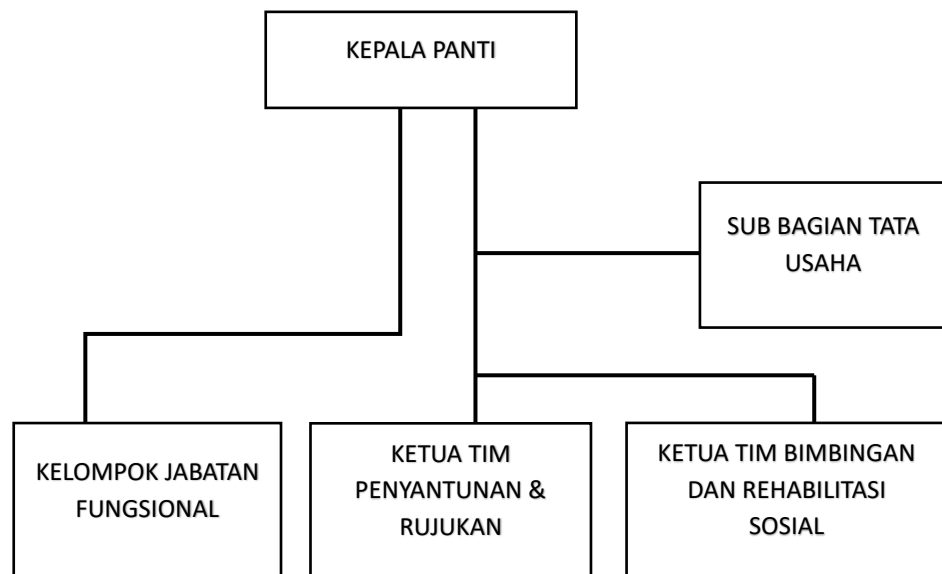 KEPALA PANTI
SUB BAGIAN TATA
USAHA
KELOMPOK JABATAN
FUNGSIONAL
KETUA TIM
PENYANTUNAN &
RUJUKAN
KETUA TIM BIMBINGAN
DAN REHABILITASI
SOSIAL